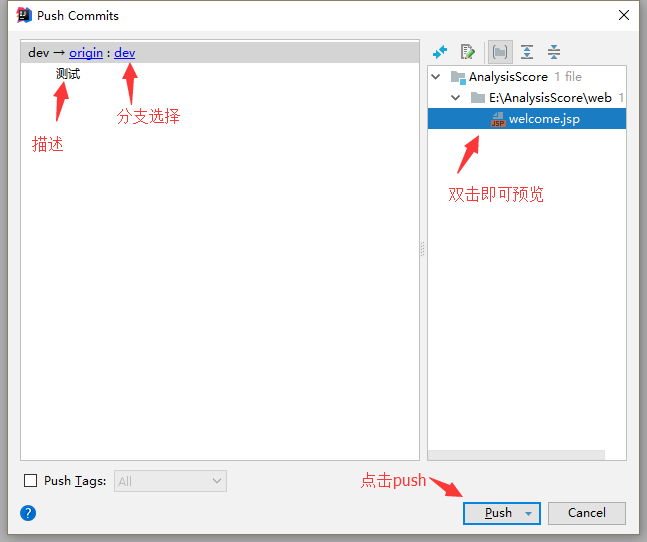 Push Commits
dev → origin : dev
测试
分支选择
描述
AnalysisScore 1 file
E:\AnalysisScore\web 1
JSP welcome.jsp
双击即可预览
Push Tags: All
点击push
? Push Cancel